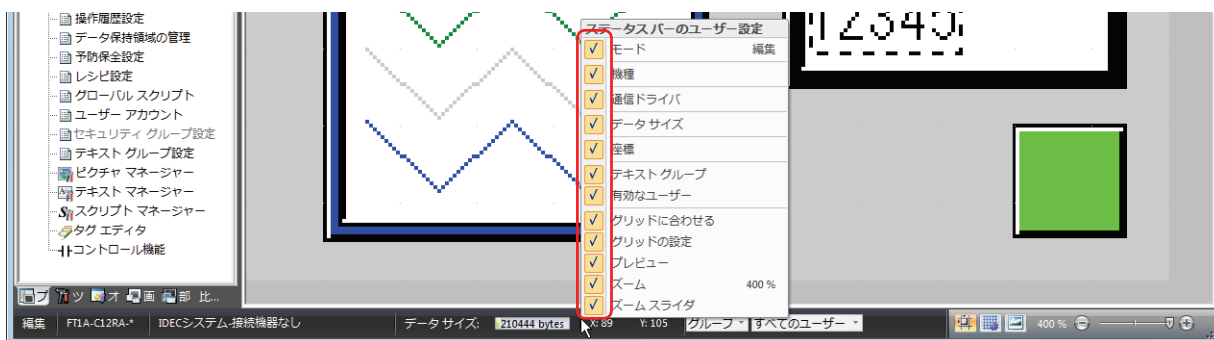 操作履歴設定
データ保持領域の管理
予防保全設定
レシピ設定
グローバル スクリプト
ユーザー アカウント
セキュリティ グループ設定
テキスト グループ設定
ピクチャ マネージャー
テキスト マネージャー
スクリプト マネージャー
タグ エディタ
コントロール機能
プ ツ オ 画 部 比...
12345
ステータス バーのユーザー設定
モード 編集
機種
通信ドライバ
データ サイズ
座標
テキスト グループ
有効なユーザー
グリッドに合わせる
グリッドの設定
プレビュー
ズーム 400 %
ズーム スライダ
編集 FT1A-C12RA-* IDECシステム-接続機器なし データ サイズ: 210444 bytes X: 89 Y: 105 グループ すべてのユーザー 400 %